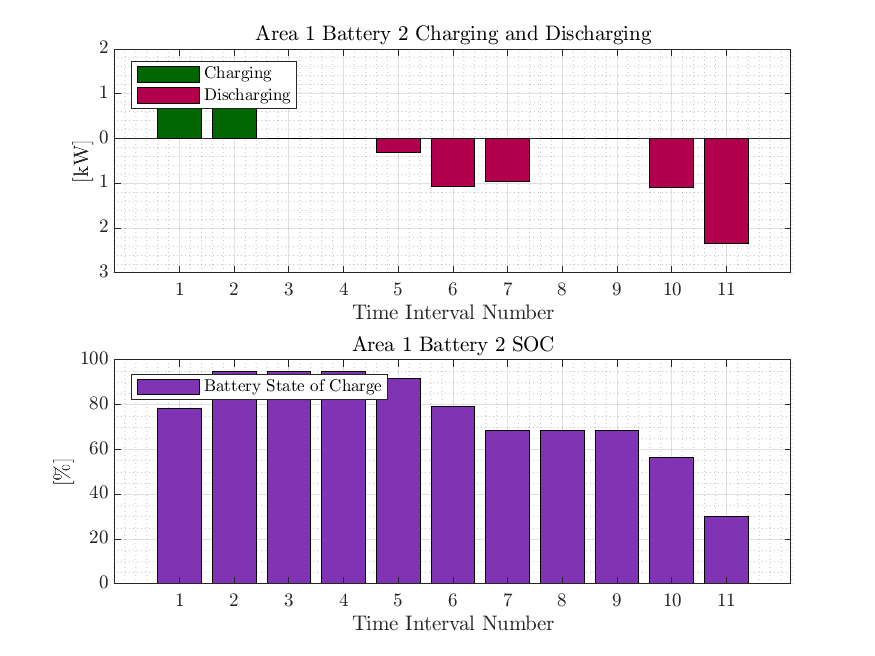 Area 1 Battery 2 Charging and Discharging
2
1
0
1
2
3
[kW]
Charging
Discharging
1 2 3 4 5 6 7 8 9 10 11
Time Interval Number
Area 1 Battery 2 SOC
100
80
60
40
20
0
[%]
Battery State of Charge
1 2 3 4 5 6 7 8 9 10 11
Time Interval Number